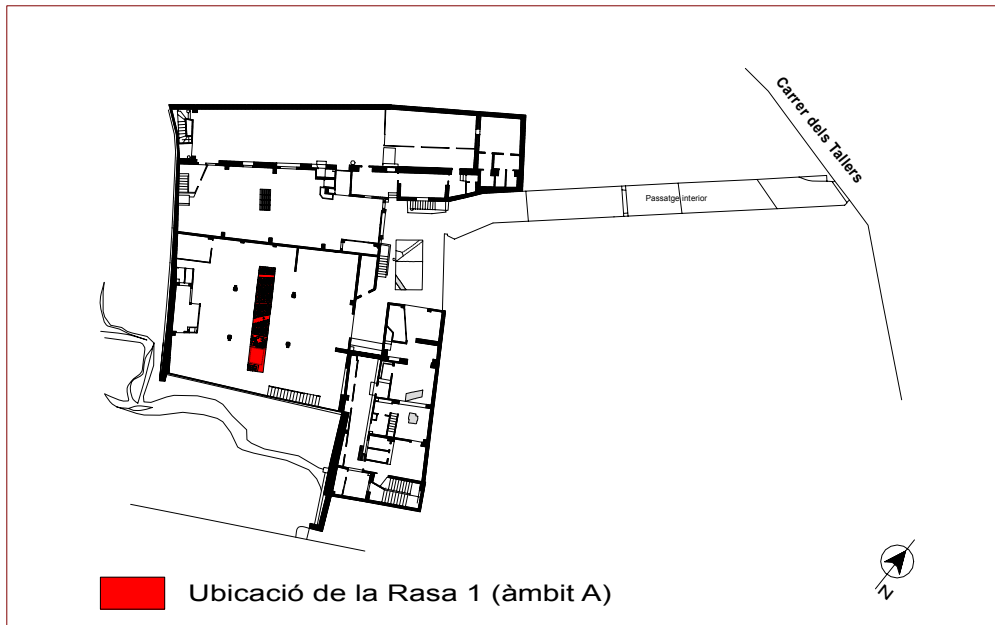 Carrer dels Tallers
Passatge interior
Ubicació de la Rasa 1 (àmbit A)
N